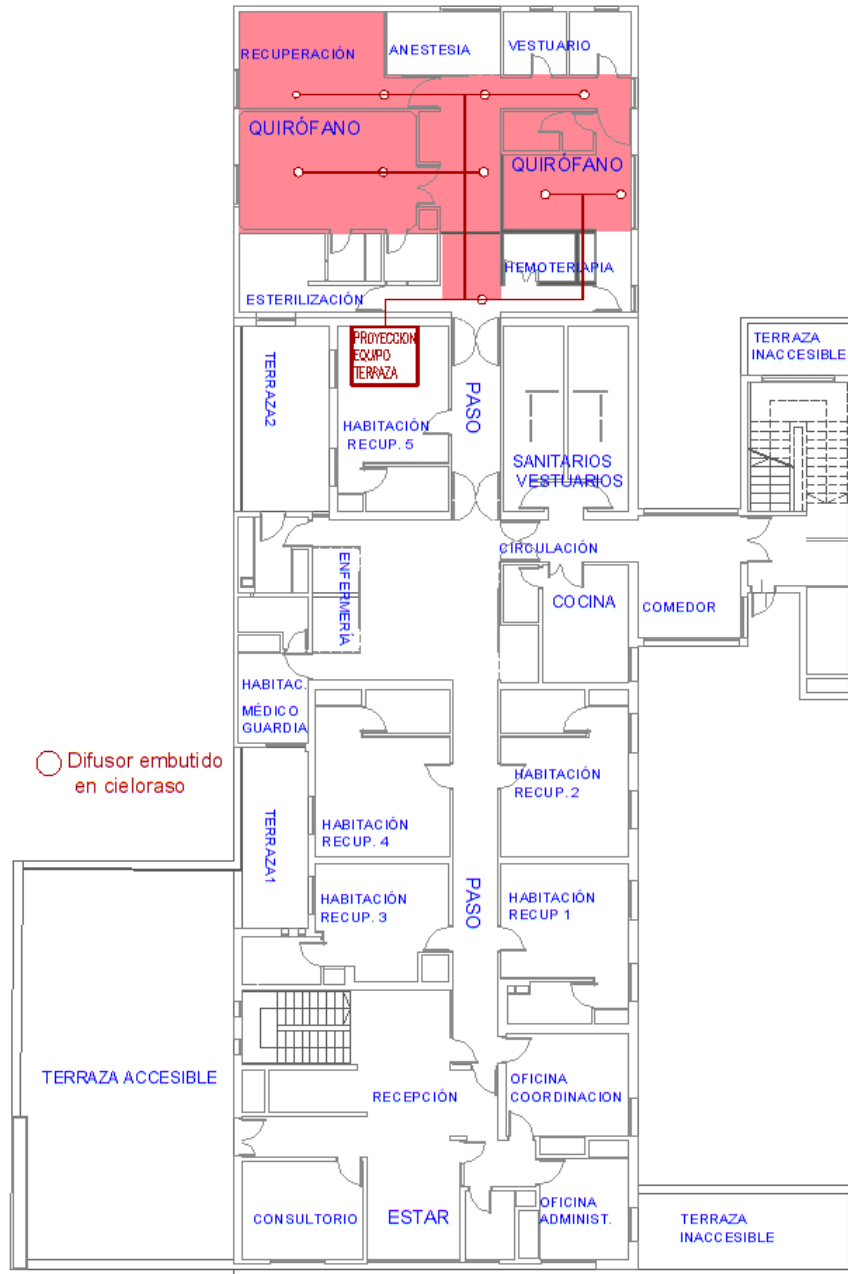 RECUPERACIÓN
ANESTESIA
VESTUARIO
QUIRÓFANO
QUIRÓFANO
HEMOTERAPIA
ESTERILIZACIÓN
PROYECCION
EQUIPO
TERRAZA
TERRAZA2
HABITACIÓN
RECUP. 5
PASO
SANITARIOS
VESTUARIOS
TERRAZA
INACCESIBLE
CIRCULACIÓN
ENFERMERÍA
COCINA
COMEDOR
HABITAC.
MÉDICO
GUARDIA
Difusor embutido
en cieloraso
TERRAZA1
HABITACIÓN
RECUP. 4
HABITACIÓN
RECUP. 2
HABITACIÓN
RECUP. 3
PASO
HABITACIÓN
RECUP 1
TERRAZA ACCESIBLE
RECEPCIÓN
PASO
OFICINA
COORDINACION
CONSULTORIO
ESTAR
OFICINA
ADMINIST.
TERRAZA
INACCESIBLE